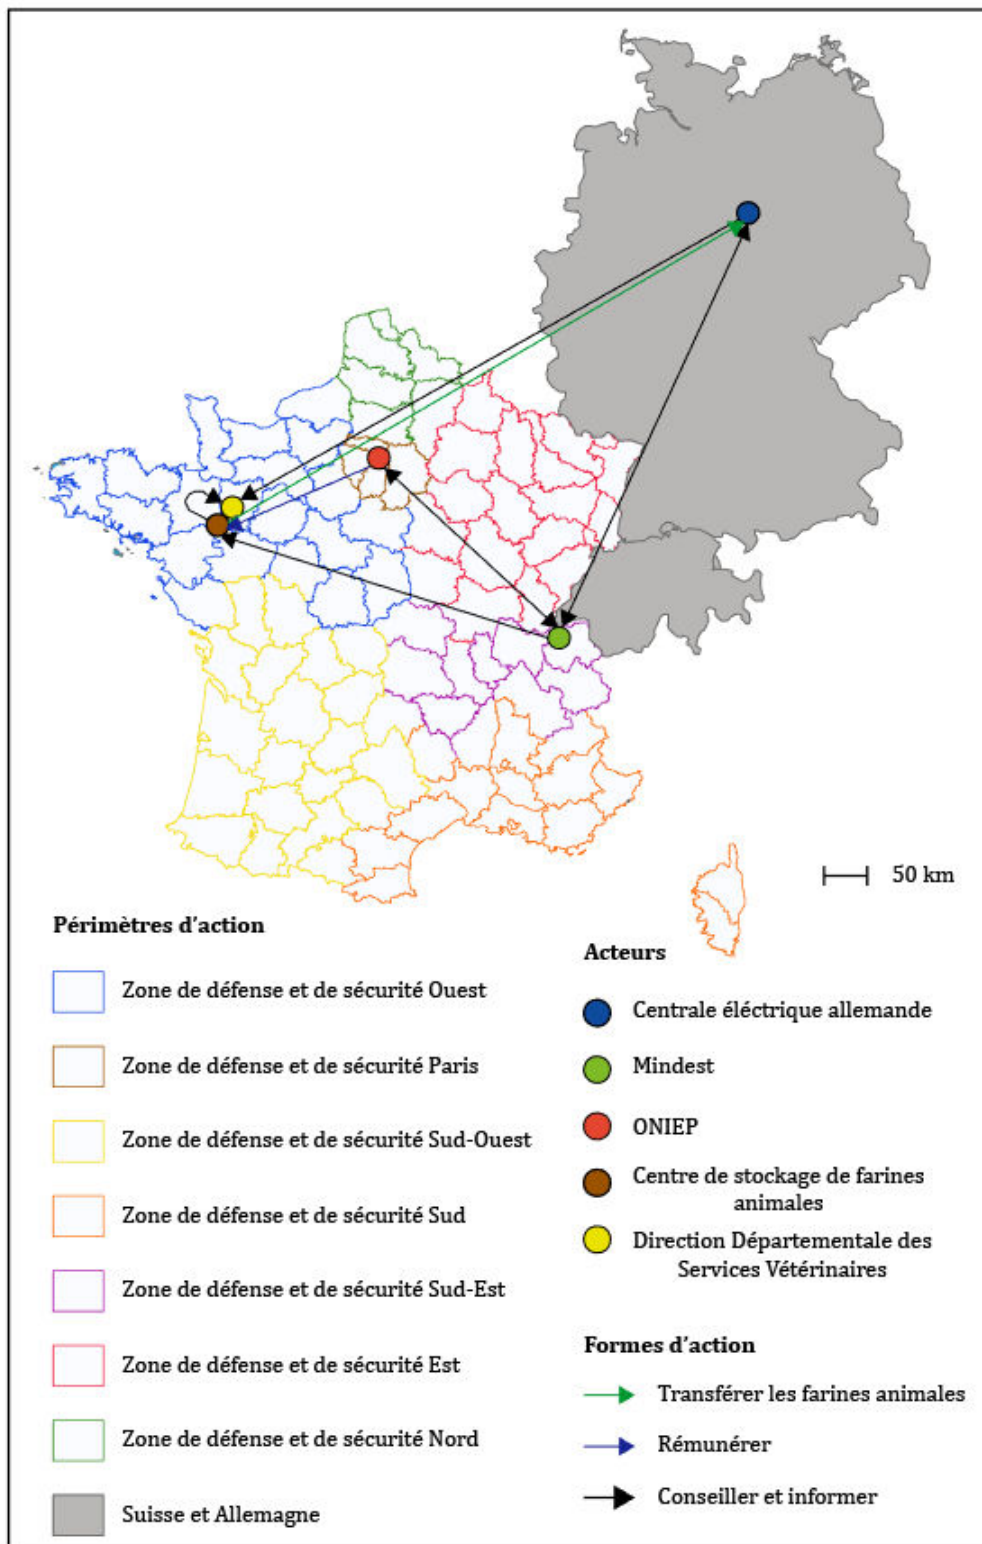 50 km
Périmètres d'action
Zone de défense et de sécurité Ouest
Zone de défense et de sécurité Paris
Zone de défense et de sécurité Sud-Ouest
Zone de défense et de sécurité Sud
Zone de défense et de sécurité Sud-Est
Zone de défense et de sécurité Est
Zone de défense et de sécurité Nord
Suisse et Allemagne
Acteurs
Centrale éléctrique allemande
Mindest
ONIEP
Centre de stockage de farines
animales
Direction Départementale des
Services Vétérinaires
Formes d'action
Transférer les farines animales
Rémunérer
Conseiller et informer